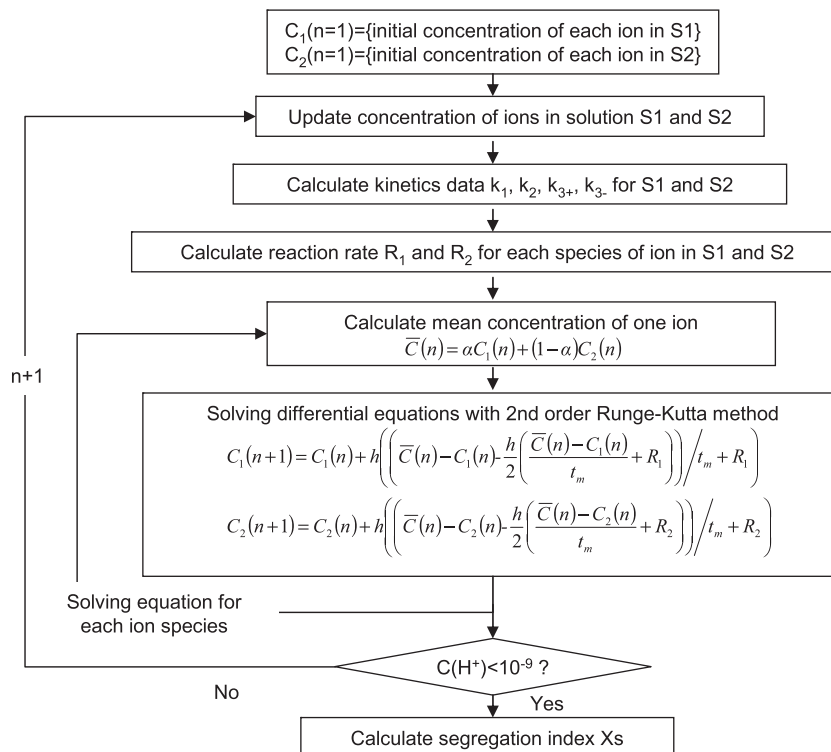 C₁(n=1)={initial concentration of each ion in S1}
C₂(n=1)={initial concentration of each ion in S2}
Update concentration of ions in solution S1 and S2
Calculate kinetics data k₁, k₂, k₃₊, k₃₋ for S1 and S2
Calculate reaction rate R₁ and R₂ for each species of ion in S1 and S2
Calculate mean concentration of one ion
C̅(n) = αC₁(n)+(1−α)C₂(n)
n+1
Solving differential equations with 2nd order Runge-Kutta method
C₁(n+1) = C₁(n)+h(((C̅(n)−C₁(n)-h/2((C̅(n)−C₁(n))/tₘ+R₁))/tₘ+R₁)
C₂(n+1) = C₂(n)+h(((C̅(n)−C₂(n)-h/2((C̅(n)−C₂(n))/tₘ+R₂))/tₘ+R₂)
Solving equation for
each ion species
C(H⁺)<10⁻⁹ ?
No
Yes
Calculate segregation index Xs